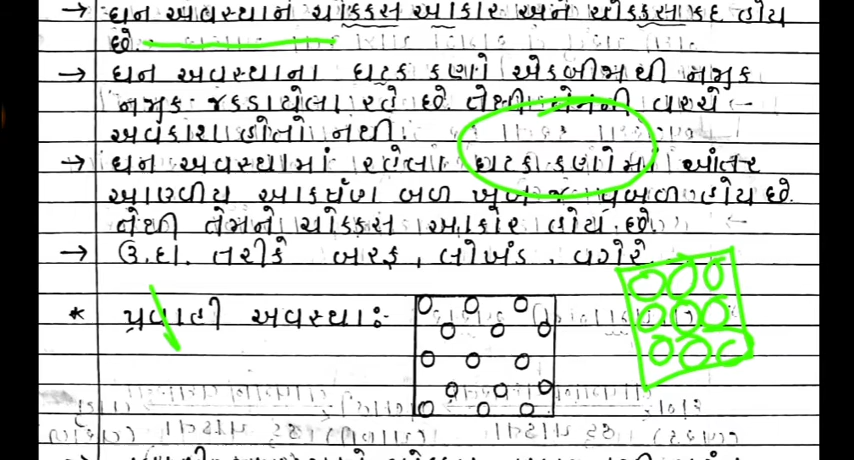 → ઘન અવસ્થાને ચોક્કસ આકાર અને ચોક્કસ કદ હોય
છે.
→ ઘન અવસ્થાના ઘટક કણો એકબીજાથી નજીક
નજીક જકડાયેલા રહે છે. તેથી તેમની વચ્ચે
અવકાશ હોતો નથી.
→ ઘન અવસ્થામાં રહેલા ઘટક કણોમાં આંતર
આણ્વીય આકર્ષણ બળ ખુબ જ પ્રબળ હોય છે.
તેથી તેમનો ચોક્કસ આકાર હોય છે.
→ ઉ.દા. તરીકે બરફ, લોખંડ, વગેરે
* પ્રવાહી અવસ્થા:-